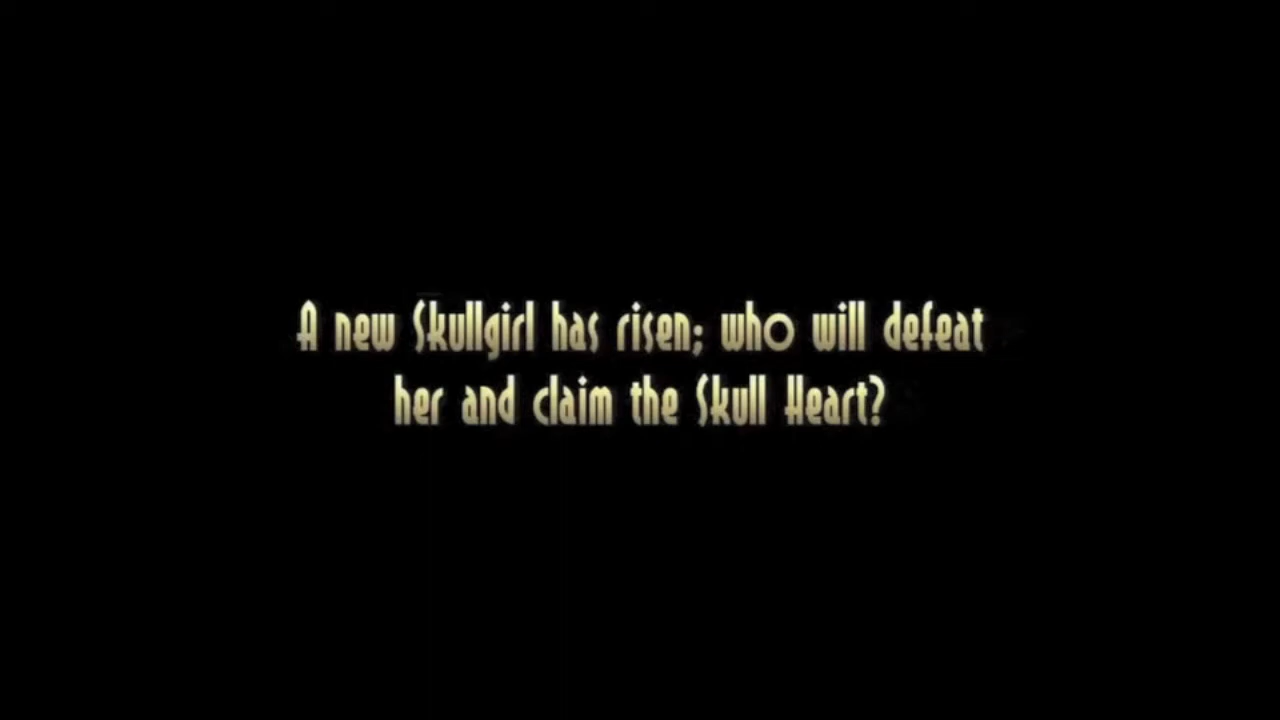 A new Skullgirl has risen; who will defeat
her and claim the Skull Heart?